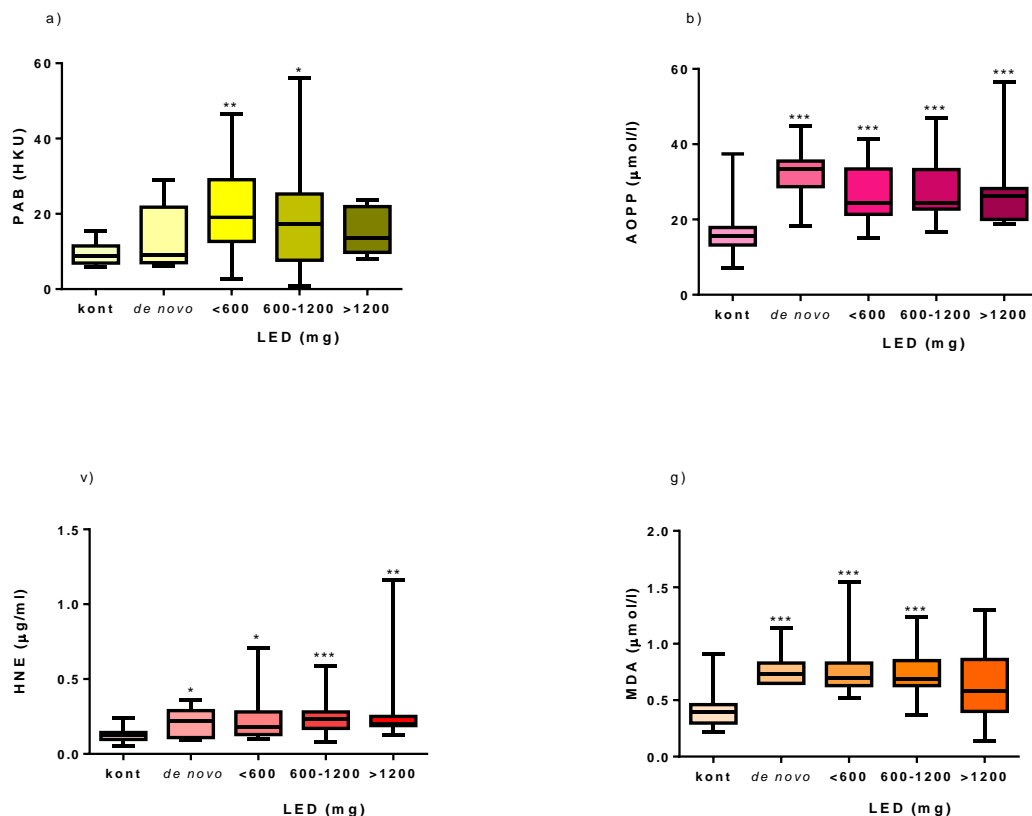 a)
PAB (HKU)
60
40
20
0
**
*
kont de novo <600 600-1200 >1200
LED (mg)
b)
AOPP (μmol/l)
60
40
20
0
***
***
***
***
kont de novo <600 600-1200 >1200
LED (mg)
v)
HNE (μg/ml)
1.5
1.0
0.5
0.0
*
*
***
**
kont de novo <600 600-1200 >1200
LED (mg)
g)
MDA (μmol/l)
2.0
1.5
1.0
0.5
0.0
***
***
***
kont de novo <600 600-1200 >1200
LED (mg)